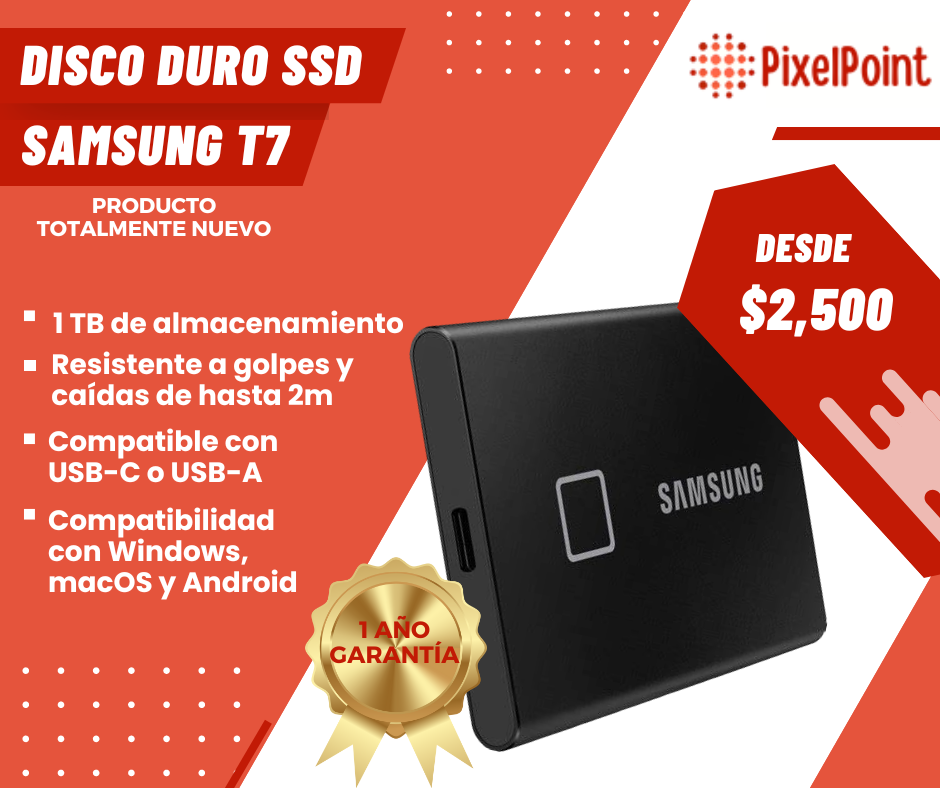 DISCO DURO SSD
SAMSUNG T7
PRODUCTO
TOTALMENTE NUEVO
PixelPoint
DESDE
$2,500
1 TB de almacenamiento
Resistente a golpes y
caídas de hasta 2m
Compatible con
USB-C o USB-A
Compatibilidad
con Windows,
macOS y Android
SAMSUNG
1 AÑO
GARANTÍA